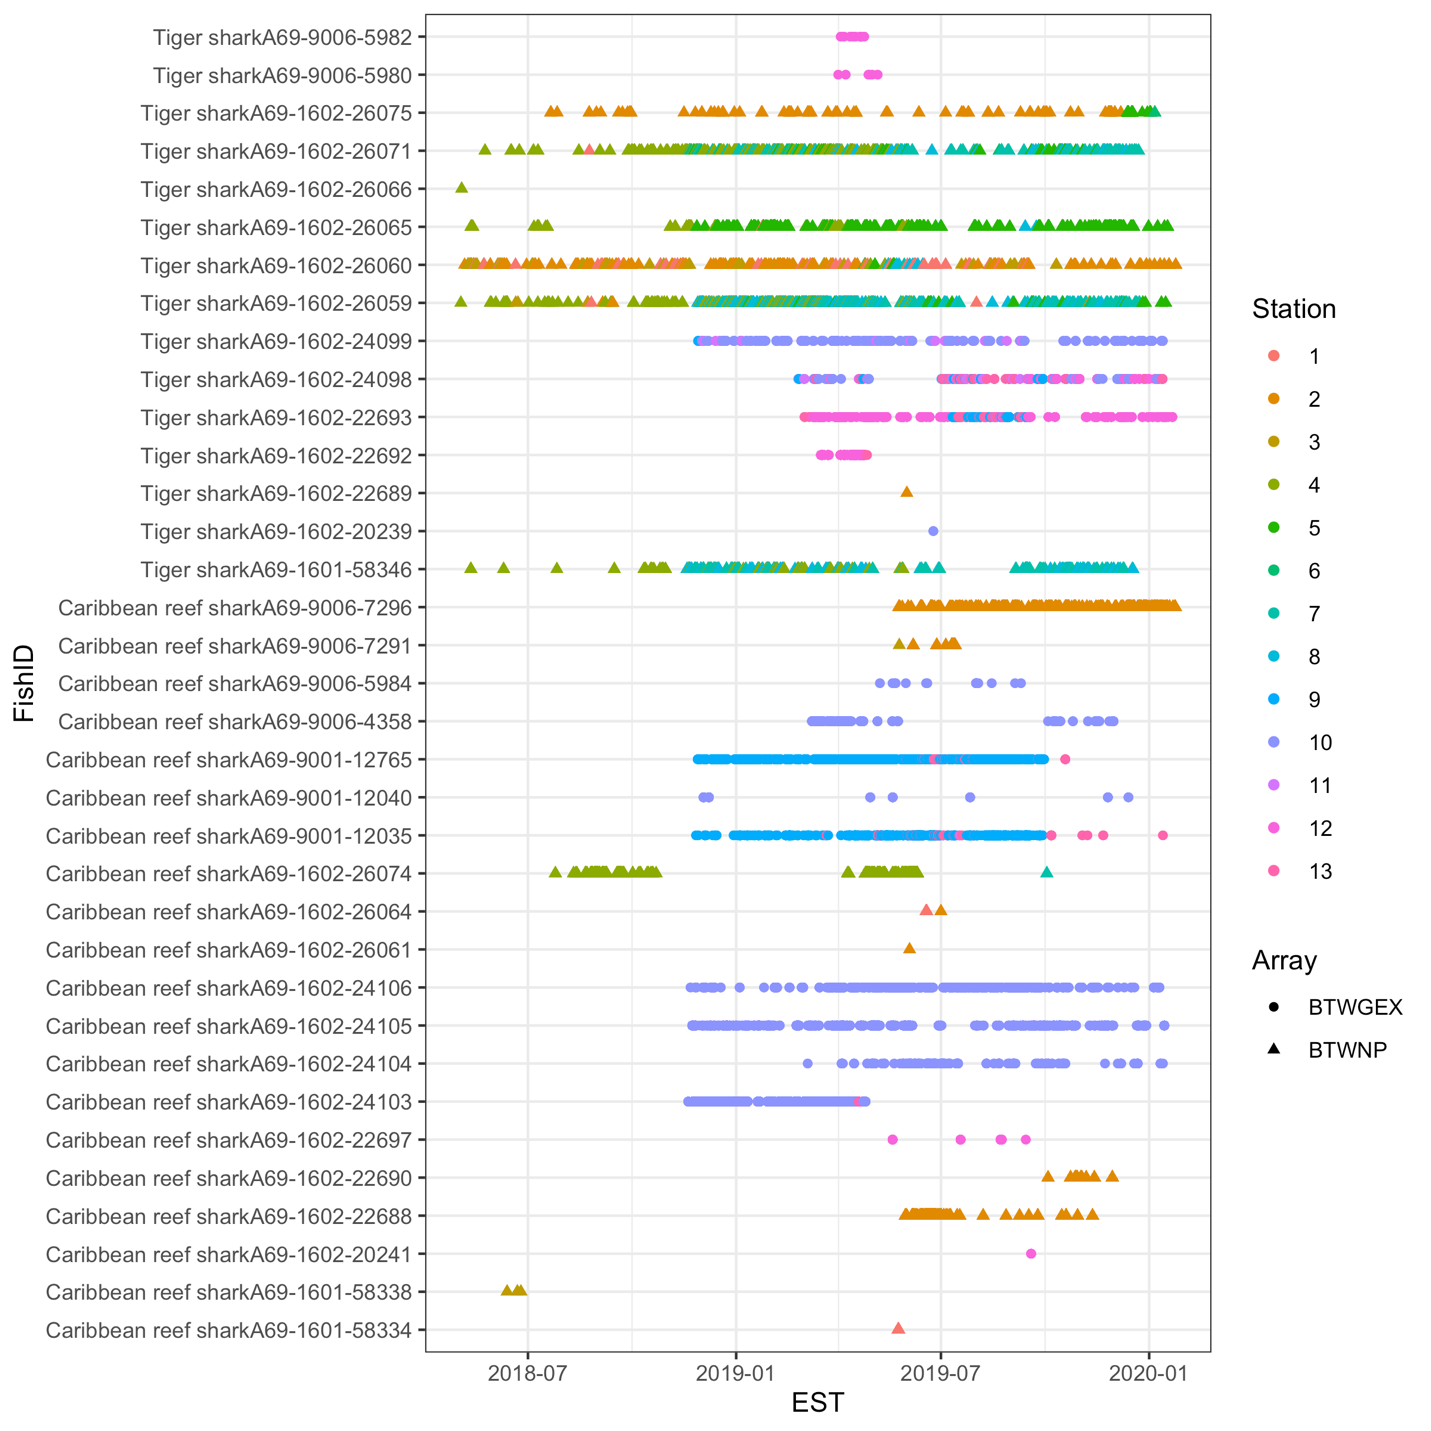 Tiger sharkA69-9006-5982
Tiger sharkA69-9006-5980
Tiger sharkA69-1602-26075
Tiger sharkA69-1602-26071
Tiger sharkA69-1602-26066
Tiger sharkA69-1602-26065
Tiger sharkA69-1602-26060
Tiger sharkA69-1602-26059
Tiger sharkA69-1602-24099
Tiger sharkA69-1602-24098
Tiger sharkA69-1602-22693
Tiger sharkA69-1602-22692
Tiger sharkA69-1602-22689
Tiger sharkA69-1602-20239
Tiger sharkA69-1601-58346
Caribbean reef sharkA69-9006-7296
Caribbean reef sharkA69-9006-7291
Caribbean reef sharkA69-9006-5984
Caribbean reef sharkA69-9006-4358
Caribbean reef sharkA69-9001-12765
Caribbean reef sharkA69-9001-12040
Caribbean reef sharkA69-9001-12035
Caribbean reef sharkA69-1602-26074
Caribbean reef sharkA69-1602-26064
Caribbean reef sharkA69-1602-26061
Caribbean reef sharkA69-1602-24106
Caribbean reef sharkA69-1602-24105
Caribbean reef sharkA69-1602-24104
Caribbean reef sharkA69-1602-24103
Caribbean reef sharkA69-1602-22697
Caribbean reef sharkA69-1602-22690
Caribbean reef sharkA69-1602-22688
Caribbean reef sharkA69-1602-20241
Caribbean reef sharkA69-1601-58338
Caribbean reef sharkA69-1601-58334
FishID
2018-07 2019-01 2019-07 2020-01
EST
Station
1
2
3
4
5
6
7
8
9
10
11
12
13
Array
BTWGEX
BTWNP